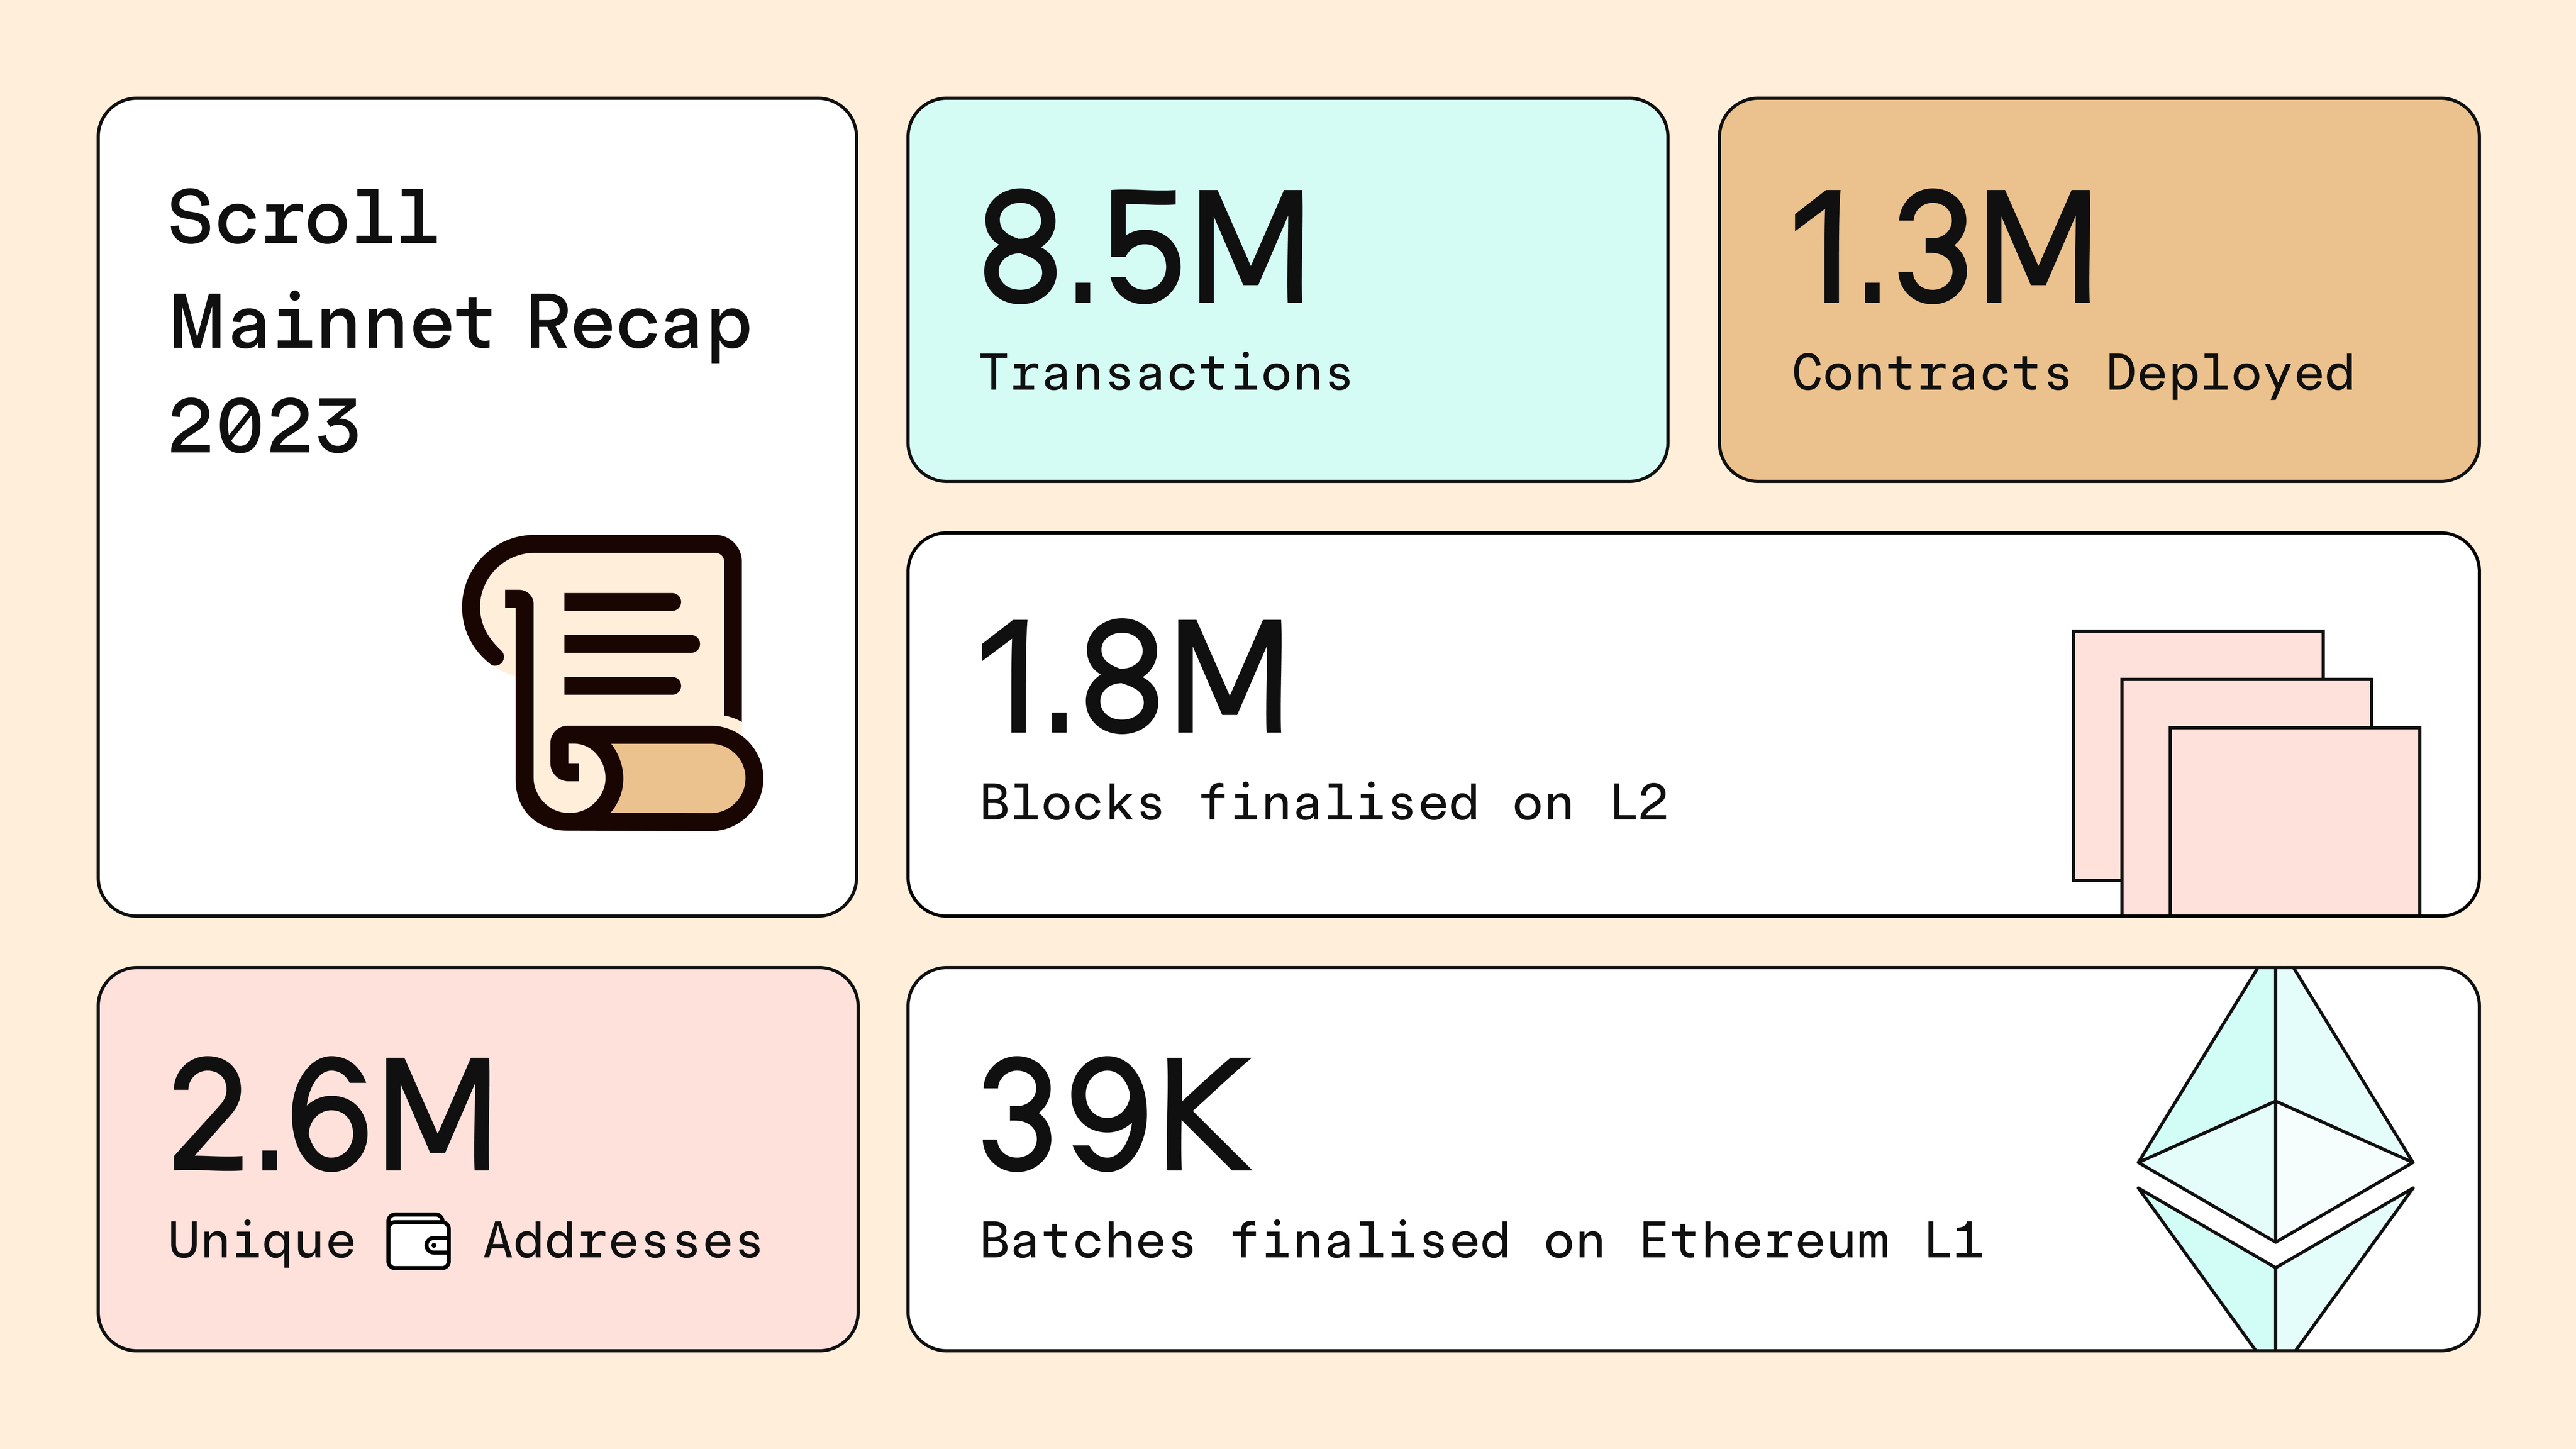 Scroll
Mainnet Recap
2023
8.5M
Transactions
1.3M
Contracts Deployed
1.8M
Blocks finalised on L2
2.6M
Unique Addresses
39K
Batches finalised on Ethereum L1